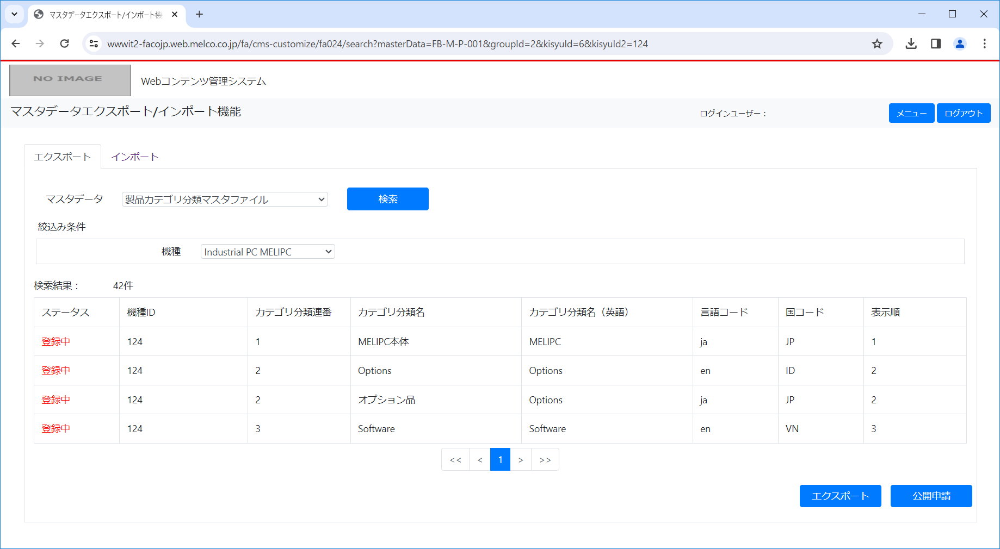 マスタデータエクスポート/インポート機
wwwit2-facojp.web.melco.co.jp/fa/cms-customize/fa024/search?masterData=FB-M-P-001&groupId=2&kisyuId=6&kisyuId2=124
NO IMAGE Webコンテンツ管理システム
マスタデータエクスポート/インポート機能 ログインユーザー： メニュー ログアウト
エクスポート インポート
マスタデータ 製品カテゴリ分類マスタファイル 検索
絞込み条件
機種 Industrial PC MELIPC
検索結果： 42件
ステータス 機種ID カテゴリ分類連番 カテゴリ分類名 カテゴリ分類名（英語） 言語コード 国コード 表示順
登録中 124 1 MELIPC本体 MELIPC ja JP 1
登録中 124 2 Options Options en ID 2
登録中 124 2 オプション品 Options ja JP 2
登録中 124 3 Software Software en VN 3
<< < 1 > >>
エクスポート 公開申請